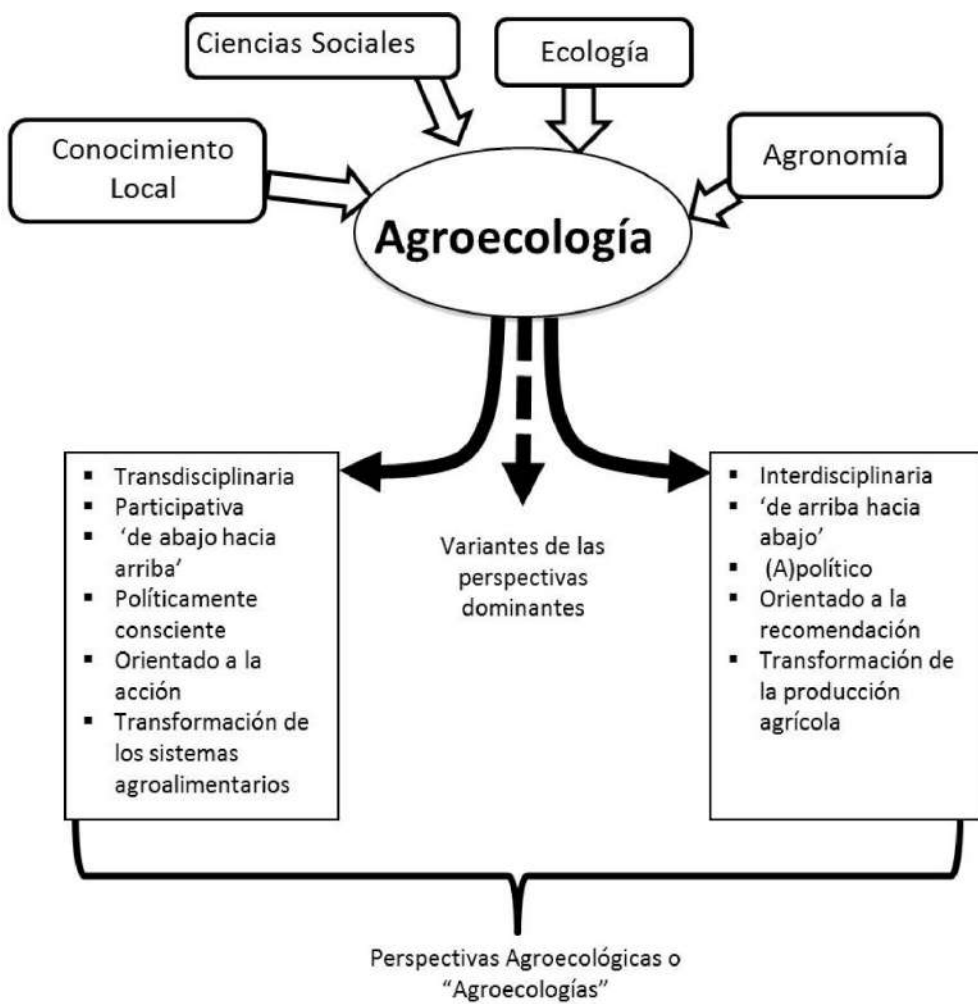 Ciencias Sociales
Ecología
Conocimiento
Local
Agronomía
Agroecología
▪ Transdisciplinaria
▪ Participativa
▪ ‘de abajo hacia
arriba’
▪ Políticamente
consciente
▪ Orientado a la
acción
▪ Transformación de
los sistemas
agroalimentarios
Variantes de las
perspectivas
dominantes
▪ Interdisciplinaria
▪ ‘de arriba hacia
abajo’
▪ (A)político
▪ Orientado a la
recomendación
▪ Transformación de
la producción
agrícola
Perspectivas Agroecológicas o
“Agroecologías”